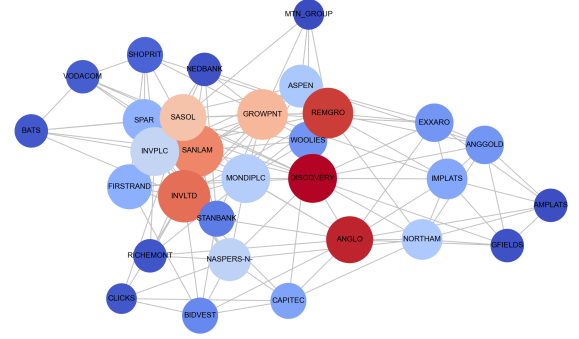 MTN_GROUP
SHOPRIT
NEDBANK
VODACOM
ASPEN
SPAR
SASOL
GROWPNT
REMGRO
EXXARO
BATS
WOOLIES
ANGGOLD
INVPLC
SANLAM
FIRSTRAND
MONDIPLC
DISCOVERY
IMPLATS
INVLTD
AMPLATS
STANBANK
ANGLO
NORTHAM
GFIELDS
RICHEMONT
NASPERS-N-
CLICKS
CAPITEC
BIDVEST